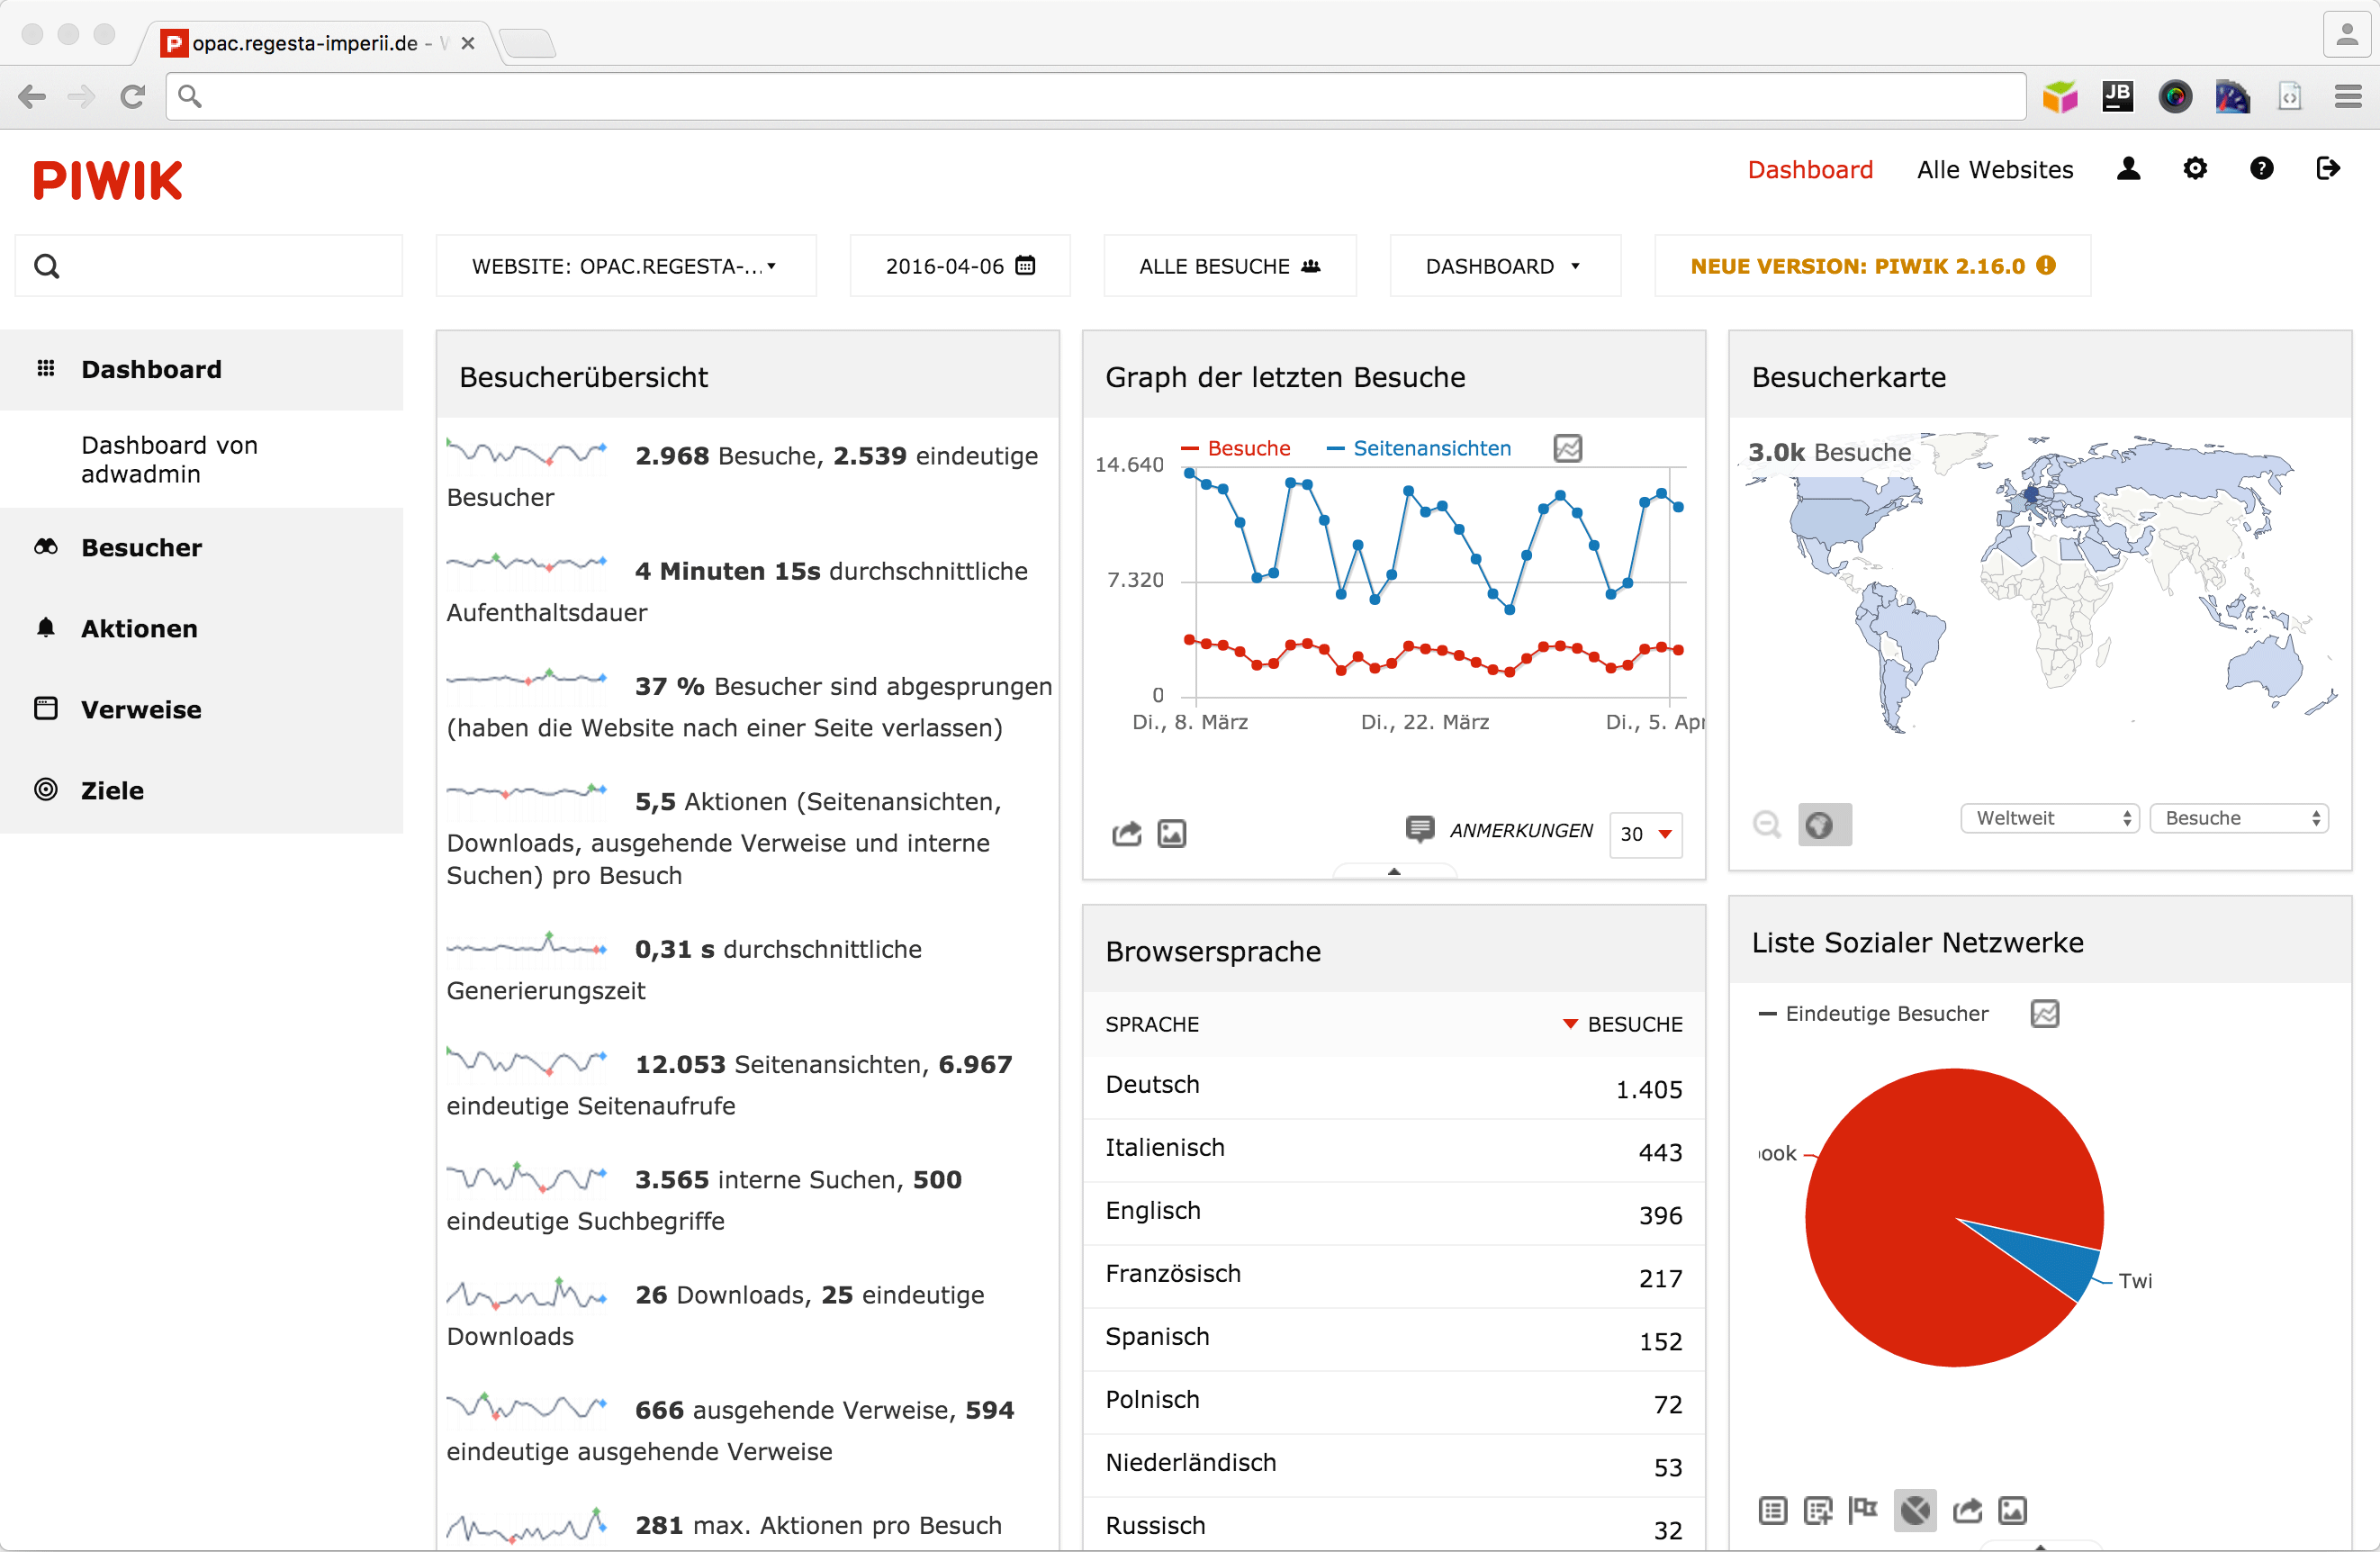 opac.regesta-imperii.de -
PIWIK
Dashboard
Alle Websites
WEBSITE: OPAC.REGESTA-...
2016-04-06
ALLE BESUCHE
DASHBOARD
NEUE VERSION: PIWIK 2.16.0
Dashboard
Dashboard von
adwadmin
Besucher
Aktionen
Verweise
Ziele
Besucherübersicht
2.968 Besuche, 2.539 eindeutige
Besucher
4 Minuten 15s durchschnittliche
Aufenthaltsdauer
37 % Besucher sind abgesprungen
(haben die Website nach einer Seite verlassen)
5,5 Aktionen (Seitenansichten,
Downloads, ausgehende Verweise und interne
Suchen) pro Besuch
0,31 s durchschnittliche
Generierungszeit
12.053 Seitenansichten, 6.967
eindeutige Seitenaufrufe
3.565 interne Suchen, 500
eindeutige Suchbegriffe
26 Downloads, 25 eindeutige
Downloads
666 ausgehende Verweise, 594
eindeutige ausgehende Verweise
281 max. Aktionen pro Besuch
Graph der letzten Besuche
Besuche
Seitenansichten
14.640
7.320
0
Di., 8. März
Di., 22. März
Di., 5. Apr
ANMERKUNGEN
30
Browsersprache
SPRACHE BESUCHE
Deutsch 1.405
Italienisch 443
Englisch 396
Französisch 217
Spanisch 152
Polnisch 72
Niederländisch 53
Russisch 32
Besucherkarte
3.0k Besuche
Weltweit
Besuche
Liste Sozialer Netzwerke
Eindeutige Besucher
ook
Twi
JB